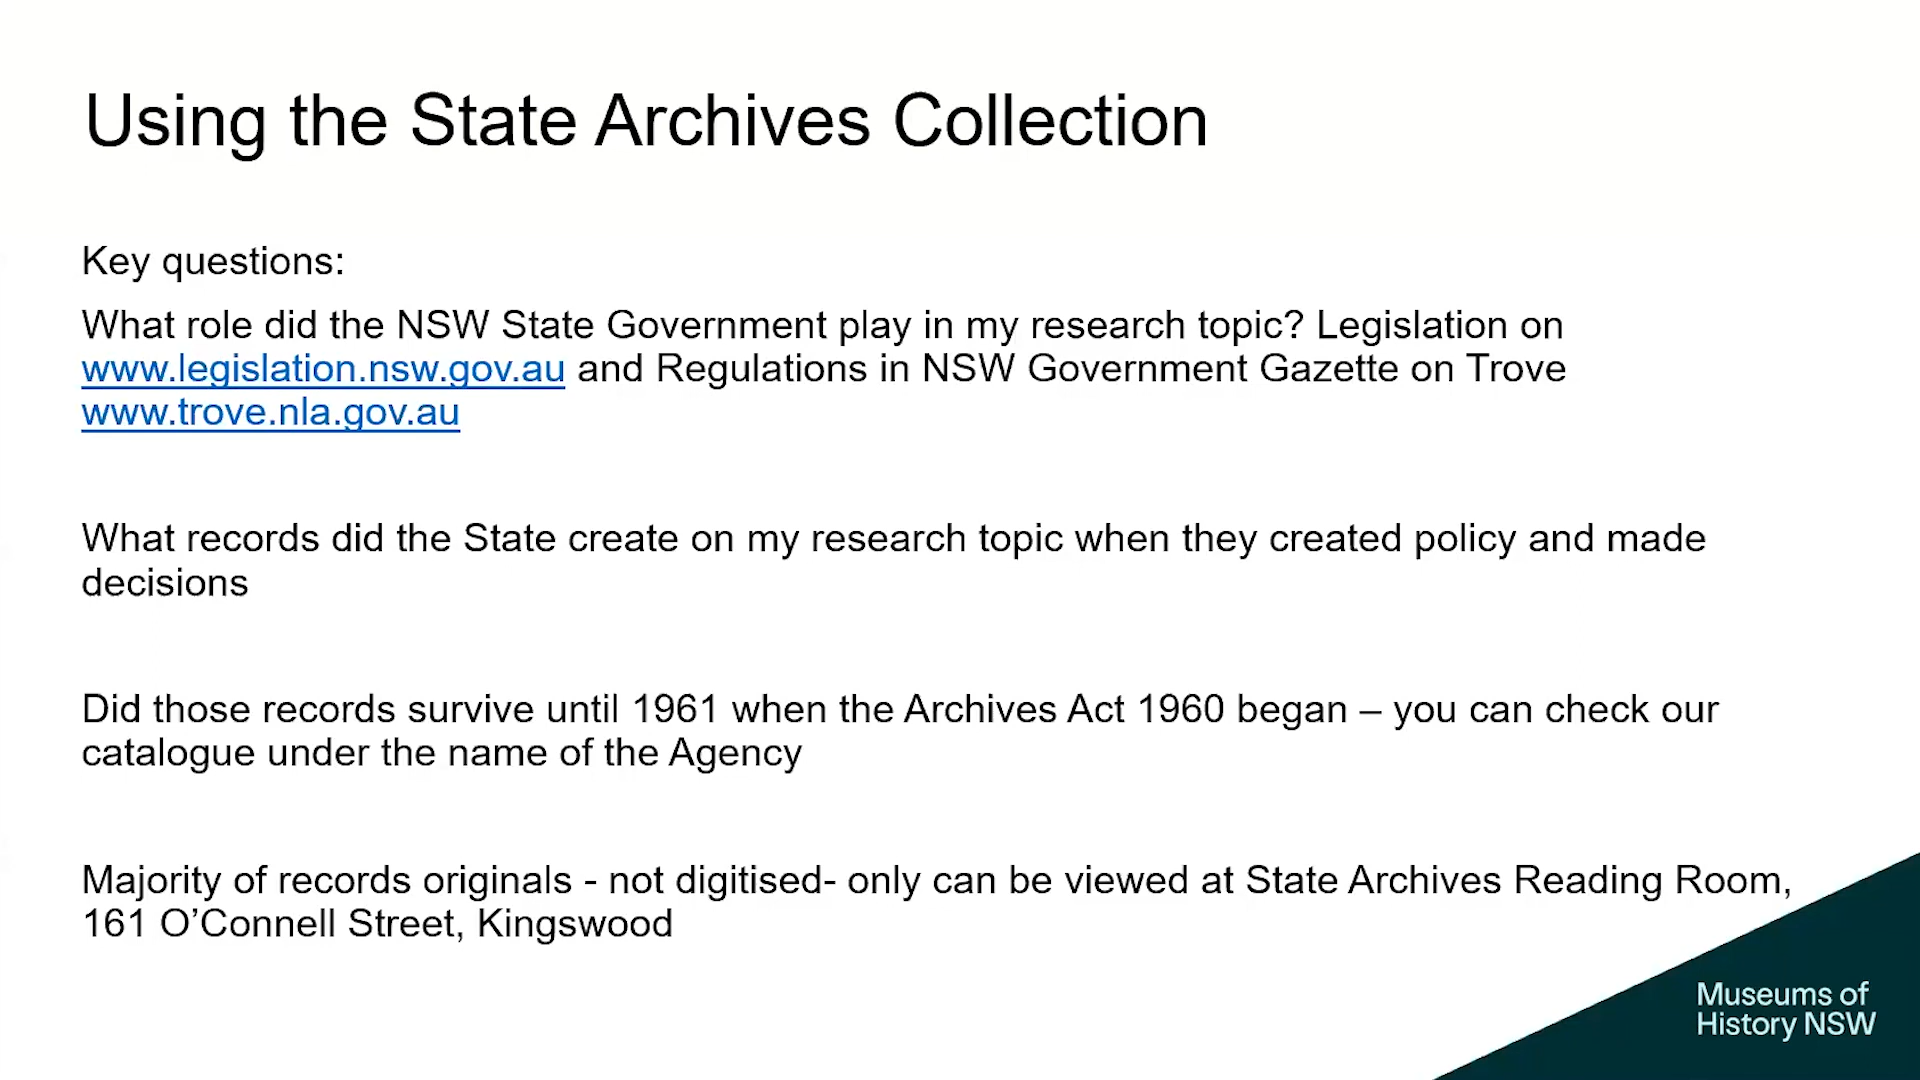 Using the State Archives Collection
Key questions:
What role did the NSW State Government play in my research topic? Legislation on
www.legislation.nsw.gov.au and Regulations in NSW Government Gazette on Trove
www.trove.nla.gov.au
What records did the State create on my research topic when they created policy and made
decisions
Did those records survive until 1961 when the Archives Act 1960 began – you can check our
catalogue under the name of the Agency
Majority of records originals - not digitised- only can be viewed at State Archives Reading Room,
161 O’Connell Street, Kingswood
Museums of
History NSW